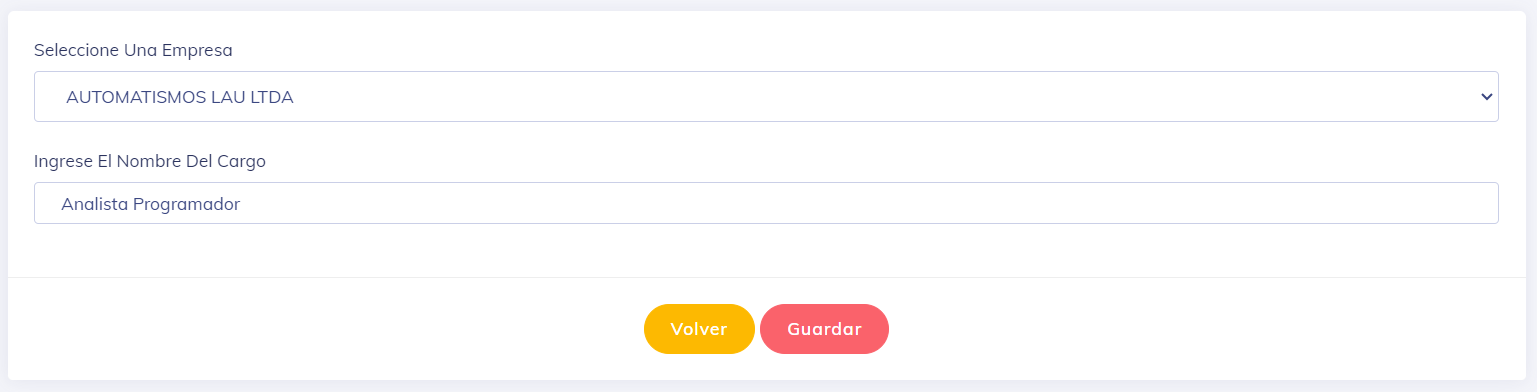 Seleccione Una Empresa
AUTOMATISMOS LAU LTDA
Ingrese El Nombre Del Cargo
Analista Programador
Volver Guardar